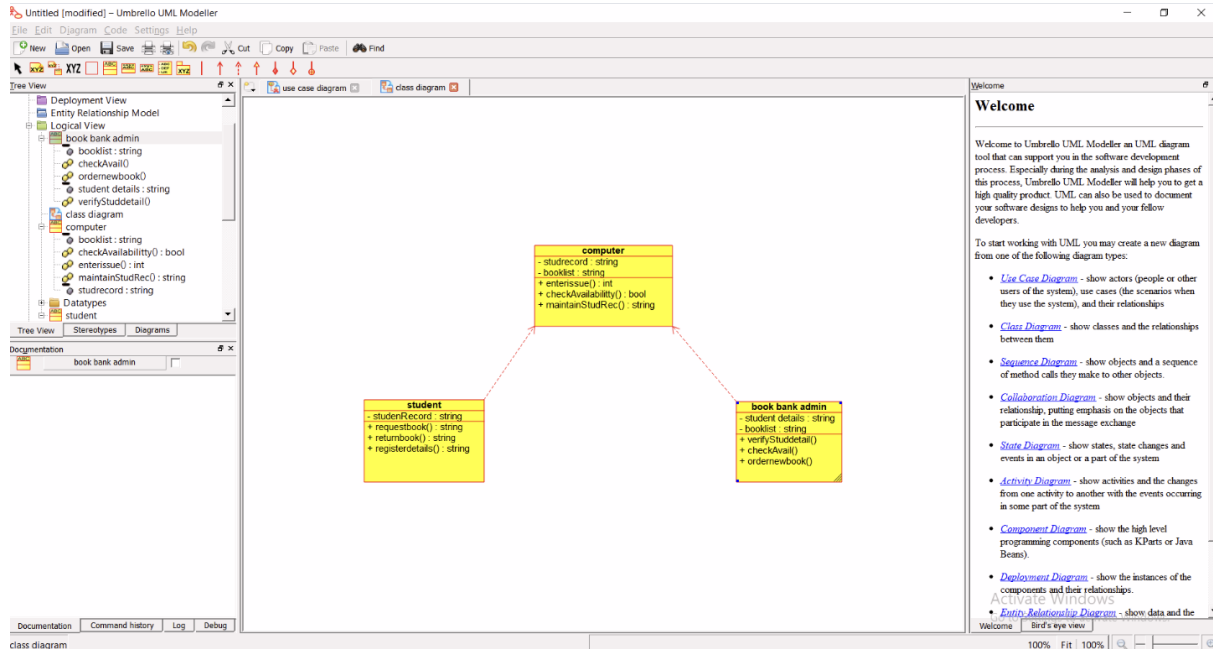 Untitled [modified] – Umbrello UML Modeller
File Edit Diagram Code Settings Help
New Open Save Cut Copy Paste Find
XYZ
Tree View
Deployment View
Entity Relationship Model
Logical View
book bank admin
booklist : string
checkAvail()
ordernewbook()
student details : string
verifyStuddetail()
class diagram
computer
booklist : string
checkAvailabilitty() : bool
enterissue() : int
maintainStudRec() : string
studrecord : string
Datatypes
student
Tree View Stereotypes Diagrams
Documentation
book bank admin
Documentation Command history Log Debug
class diagram
use case diagram class diagram
computer
- studrecord : string
- booklist : string
+ enterissue() : int
+ checkAvailabilitty() : bool
+ maintainStudRec() : string
student
- studenRecord : string
+ requestbook() : string
+ returnbook() : string
+ registerdetails() : string
book bank admin
- student details : string
- booklist : string
+ verifyStuddetail()
+ checkAvail()
+ ordernewbook()
Welcome
Welcome
Welcome to Umbrello UML Modeller an UML diagram
tool that can support you in the software development
process. Especially during the analysis and design phases of
this process, Umbrello UML Modeller will help you to get a
high quality product. UML can also be used to document
your software designs to help you and your fellow
developers.
To start working with UML you may create a new diagram
from one of the following diagram types:
• Use Case Diagram - show actors (people or other
users of the system), use cases (the scenarios when
they use the system), and their relationships
• Class Diagram - show classes and the relationships
between them
• Sequence Diagram - show objects and a sequence
of method calls they make to other objects.
• Collaboration Diagram - show objects and their
relationship, putting emphasis on the objects that
participate in the message exchange
• State Diagram - show states, state changes and
events in an object or a part of the system
• Activity Diagram - show activities and the changes
from one activity to another with the events occurring
in some part of the system
• Component Diagram - show the high level
programming components (such as KParts or Java
Beans).
• Deployment Diagram - show the instances of the
components and their relationships.
Activate Windows
• Entity-Relationship Diagram - show data and the
Welcome Bird's eye view
100% Fit 100%